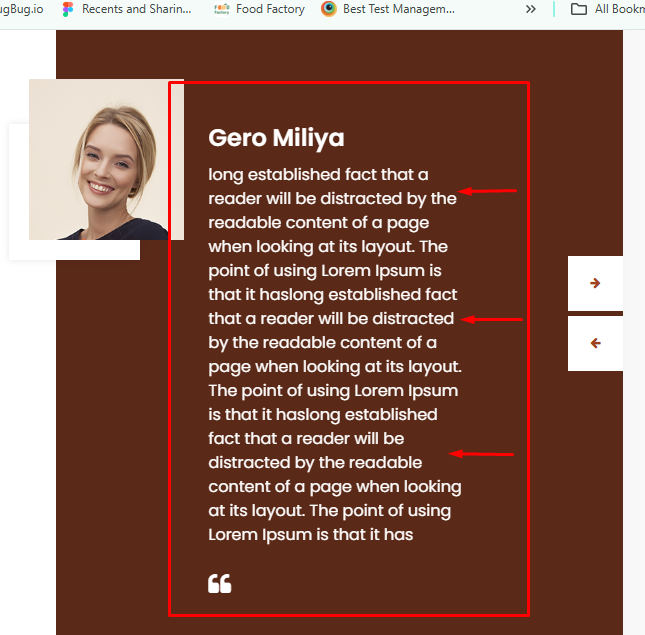 ugBug.io
Recents and Sharin...
Food Factory
Best Test Managem...
All Bookm
Gero Miliya
long established fact that a
reader will be distracted by the
readable content of a page
when looking at its layout. The
point of using Lorem Ipsum is
that it haslong established fact
that a reader will be distracted
by the readable content of a
page when looking at its layout.
The point of using Lorem Ipsum
is that it haslong established
fact that a reader will be
distracted by the readable
content of a page when looking
at its layout. The point of using
Lorem Ipsum is that it has